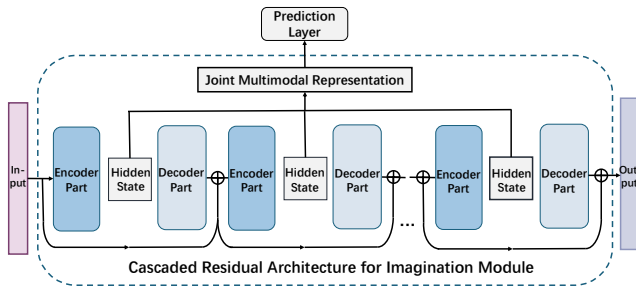 Prediction
Layer
Joint Multimodal Representation
In-
put
Encoder
Part
Hidden
State
Decoder
Part
Encoder
Part
Hidden
State
Decoder
Part
...
Encoder
Part
Hidden
State
Decoder
Part
Out-
put
Cascaded Residual Architecture for Imagination Module